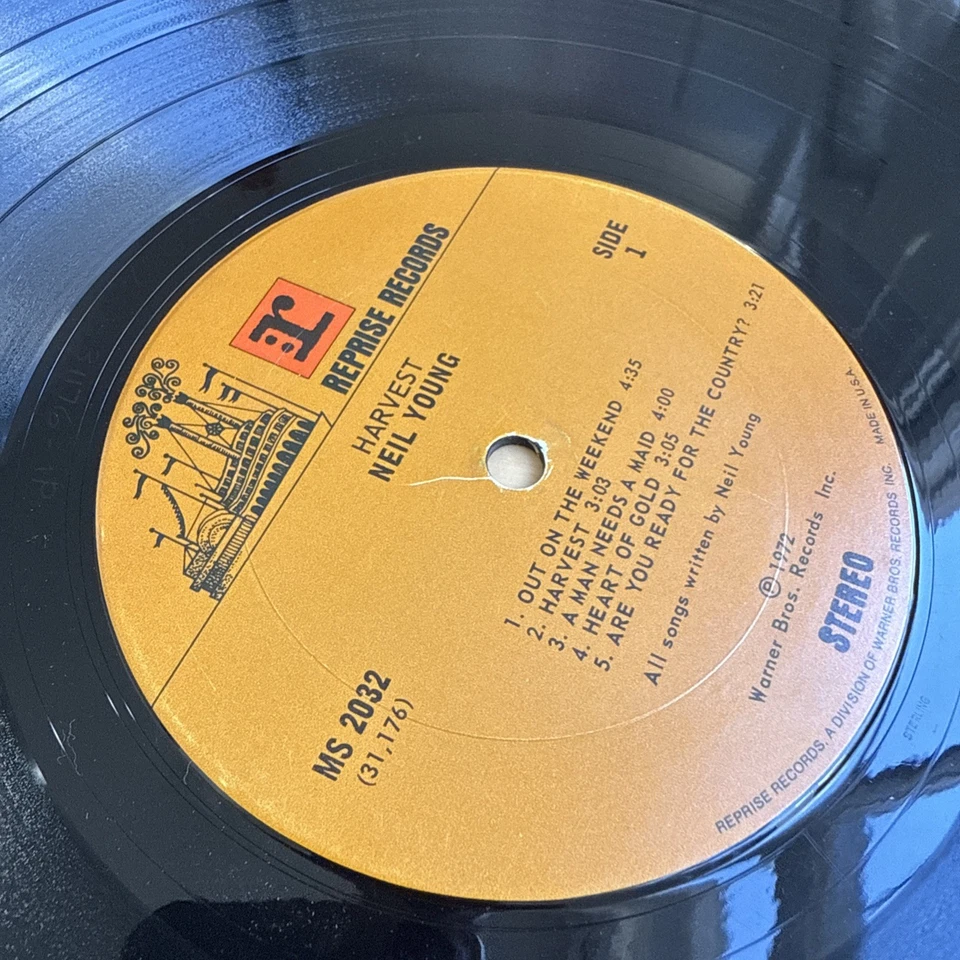 :r
REPRISE RECORDS
SIDE
1
HARVEST
NEIL YOUNG
1. OUT ON THE WEEKEND 4:35
2. HARVEST 3:03
3. A MAN NEEDS A MAID 4:00
4. HEART OF GOLD 3:05
5. ARE YOU READY FOR THE COUNTRY? 3:21
All songs written by Neil Young
℗ 1972
Warner Bros. Records Inc.
MS 2032
(31,176)
STEREO
REPRISE RECORDS, A DIVISION OF WARNER BROS. RECORDS INC. MADE IN U.S.A.
STERLING